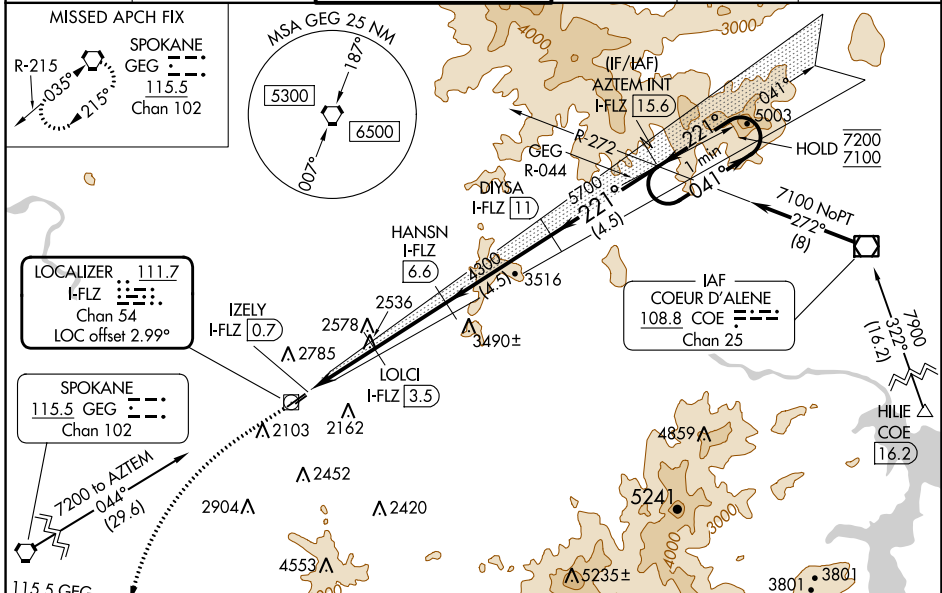 MISSED APCH FIX
SPOKANE
GEG
115.5
Chan 102
R-215
035°
215°
MSA GEG 25 NM
187°
5300
6500
007°
4000
3000
(IF/IAF)
AZTEM INT
I-FLZ 15.6
041°
5003
221°
HOLD
7200
7100
1 min
041°
R-272
GEG
R-044
5700
DIYSA
I-FLZ 11
221°
(4.5)
7100 NoPT
272°
(8)
HANSN
I-FLZ
6.6
4300
(4.5)
3516
LOCALIZER 111.7
I-FLZ
Chan 54
LOC offset 2.99°
IZELY
I-FLZ 0.7
2536
2578
2785
3490±
LOLCI
I-FLZ 3.5
IAF
COEUR D'ALENE
108.8 COE
Chan 25
7900
322°
(16.2)
HILIE
COE
16.2
SPOKANE
115.5 GEG
Chan 102
2103
2162
4859
7200 to AZTEM
044°
(29.6)
2452
2904
2420
5241
3000
4000
4553
5235±
3801
3801
115.5 GEG